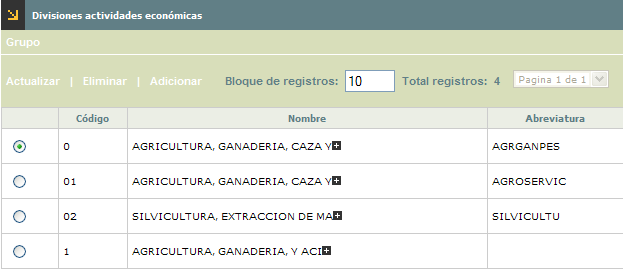 Divisiones actividades económicas
Grupo
Actualizar | Eliminar | Adicionar Bloque de registros: 10 Total registros: 4 Pagina 1 de 1
Código Nombre Abreviatura
0 AGRICULTURA, GANADERIA, CAZA Y AGRGANPES
01 AGRICULTURA, GANADERIA, CAZA Y AGROSERVIC
02 SILVICULTURA, EXTRACCION DE MA SILVICULTU
1 AGRICULTURA, GANADERIA, Y ACI